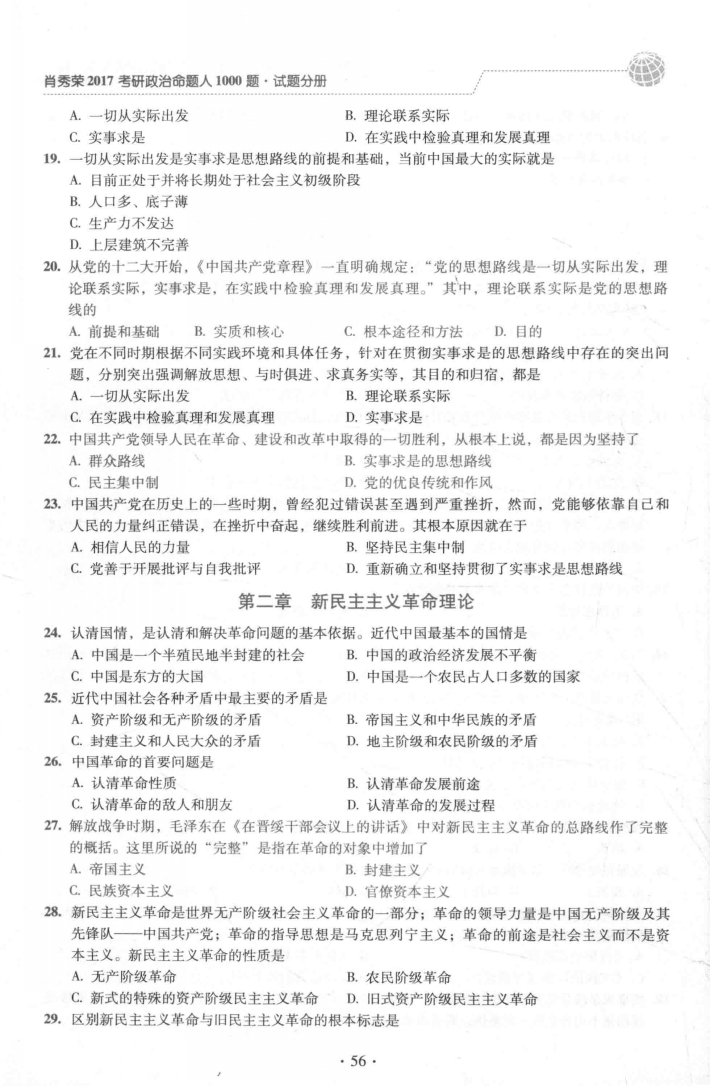 肖秀荣2017考研政治命题人1000题·试题分册
A. 一切从实际出发 B. 理论联系实际
C. 实事求是 D. 在实践中检验真理和发展真理
19. 一切从实际出发是实事求是思想路线的前提和基础，当前中国最大的实际就是
A. 目前正处于并将长期处于社会主义初级阶段
B. 人口多、底子薄
C. 生产力不发达
D. 上层建筑不完善
20. 从党的十二大开始，《中国共产党章程》一直明确规定：“党的思想路线是一切从实际出发，理
论联系实际，实事求是，在实践中检验真理和发展真理。”其中，理论联系实际是党的思想路
线的
A. 前提和基础 B. 实质和核心 C. 根本途径和方法 D. 目的
21. 党在不同时期根据不同实践环境和具体任务，针对在贯彻实事求是的思想路线中存在的突出问
题，分别突出强调解放思想、与时俱进、求真务实等，其目的和归宿，都是
A. 一切从实际出发 B. 理论联系实际
C. 在实践中检验真理和发展真理 D. 实事求是
22. 中国共产党领导人民在革命、建设和改革中取得的一切胜利，从根本上说，都是因为坚持了
A. 群众路线 B. 实事求是的思想路线
C. 民主集中制 D. 党的优良传统和作风
23. 中国共产党在历史上的一些时期，曾经犯过错误甚至遇到严重挫折，然而，党能够依靠自己和
人民的力量纠正错误，在挫折中奋起，继续胜利前进。其根本原因就在于
A. 相信人民的力量 B. 坚持民主集中制
C. 党善于开展批评与自我批评 D. 重新确立和坚持贯彻了实事求是思想路线
第二章 新民主主义革命理论
24. 认清国情，是认清和解决革命问题的基本依据。近代中国最基本的国情是
A. 中国是一个半殖民地半封建的社会 B. 中国的政治经济发展不平衡
C. 中国是东方的大国 D. 中国是一个农民占人口多数的国家
25. 近代中国社会各种矛盾中最主要的矛盾是
A. 资产阶级和无产阶级的矛盾 B. 帝国主义和中华民族的矛盾
C. 封建主义和人民大众的矛盾 D. 地主阶级和农民阶级的矛盾
26. 中国革命的首要问题是
A. 认清革命性质 B. 认清革命发展前途
C. 认清革命的敌人和朋友 D. 认清革命的发展过程
27. 解放战争时期，毛泽东在《在晋绥干部会议上的讲话》中对新民主主义革命的总路线作了完整
的概括。这里所说的“完整”是指在革命的对象中增加了
A. 帝国主义 B. 封建主义
C. 民族资本主义 D. 官僚资本主义
28. 新民主主义革命是世界无产阶级社会主义革命的一部分；革命的领导力量是中国无产阶级及其
先锋队——中国共产党；革命的指导思想是马克思列宁主义；革命的前途是社会主义而不是资
本主义。新民主主义革命的性质是
A. 无产阶级革命 B. 农民阶级革命
C. 新式的特殊的资产阶级民主主义革命 D. 旧式资产阶级民主主义革命
29. 区别新民主主义革命与旧民主主义革命的根本标志是
·56·